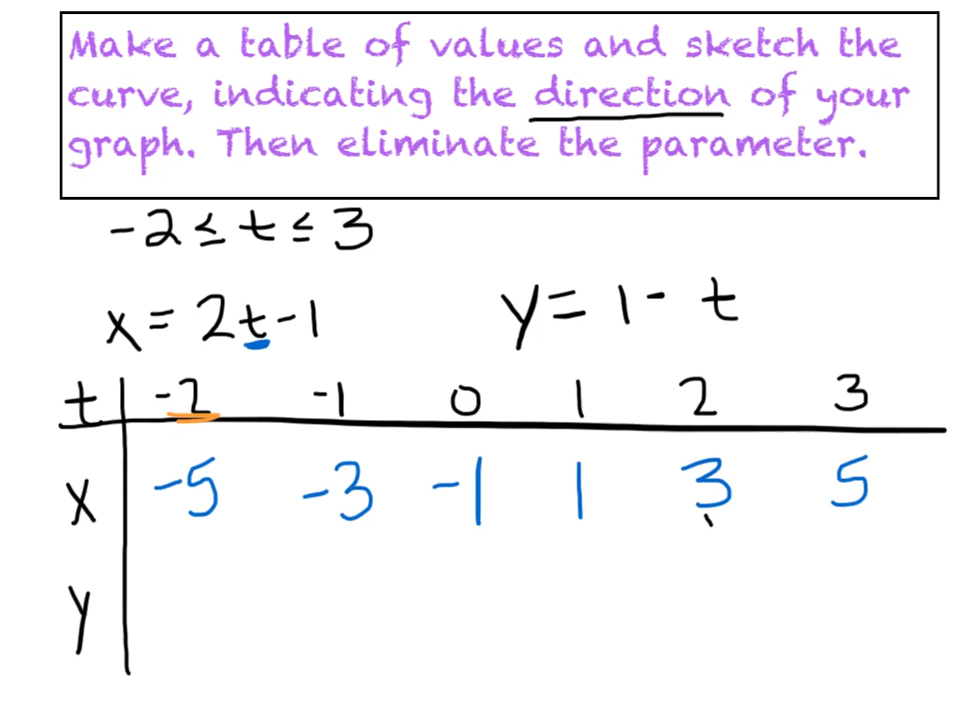 Make a table of values and sketch the
curve, indicating the direction of your
graph. Then eliminate the parameter.
-2 ≤ t ≤ 3
x = 2t-1 y = 1 - t
t -2 -1 0 1 2 3
x -5 -3 -1 1 3 5
y